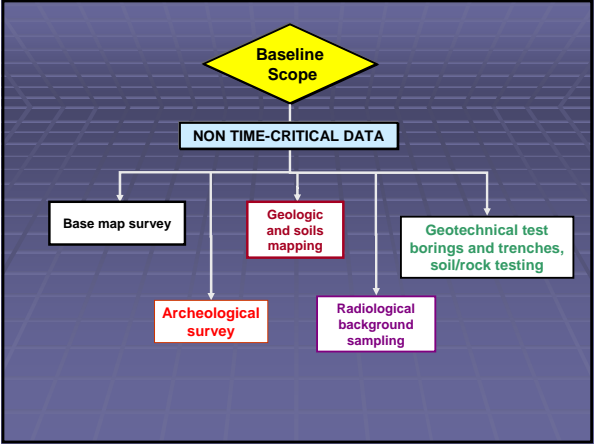 Baseline
Scope
NON TIME-CRITICAL DATA
Base map survey
Geologic
and soils
mapping
Geotechnical test
borings and trenches,
soil/rock testing
Archeological
survey
Radiological
background
sampling